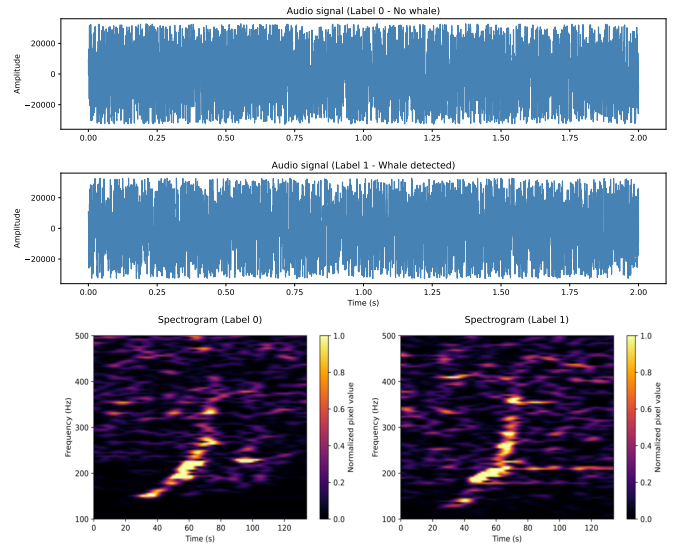 Audio signal (Label 0 - No whale)
Amplitude
20000
0
−20000
0.00 0.25 0.50 0.75 1.00 1.25 1.50 1.75 2.00
Audio signal (Label 1 - Whale detected)
Amplitude
20000
0
−20000
0.00 0.25 0.50 0.75 1.00 1.25 1.50 1.75 2.00
Time (s)
Spectrogram (Label 0)
Frequency (Hz)
500
400
300
200
100
0 20 40 60 80 100 120
Time (s)
1.0
0.8
0.6
0.4
0.2
0.0
Normalized pixel value
Spectrogram (Label 1)
Frequency (Hz)
500
400
300
200
100
0 20 40 60 80 100 120
Time (s)
1.0
0.8
0.6
0.4
0.2
0.0
Normalized pixel value